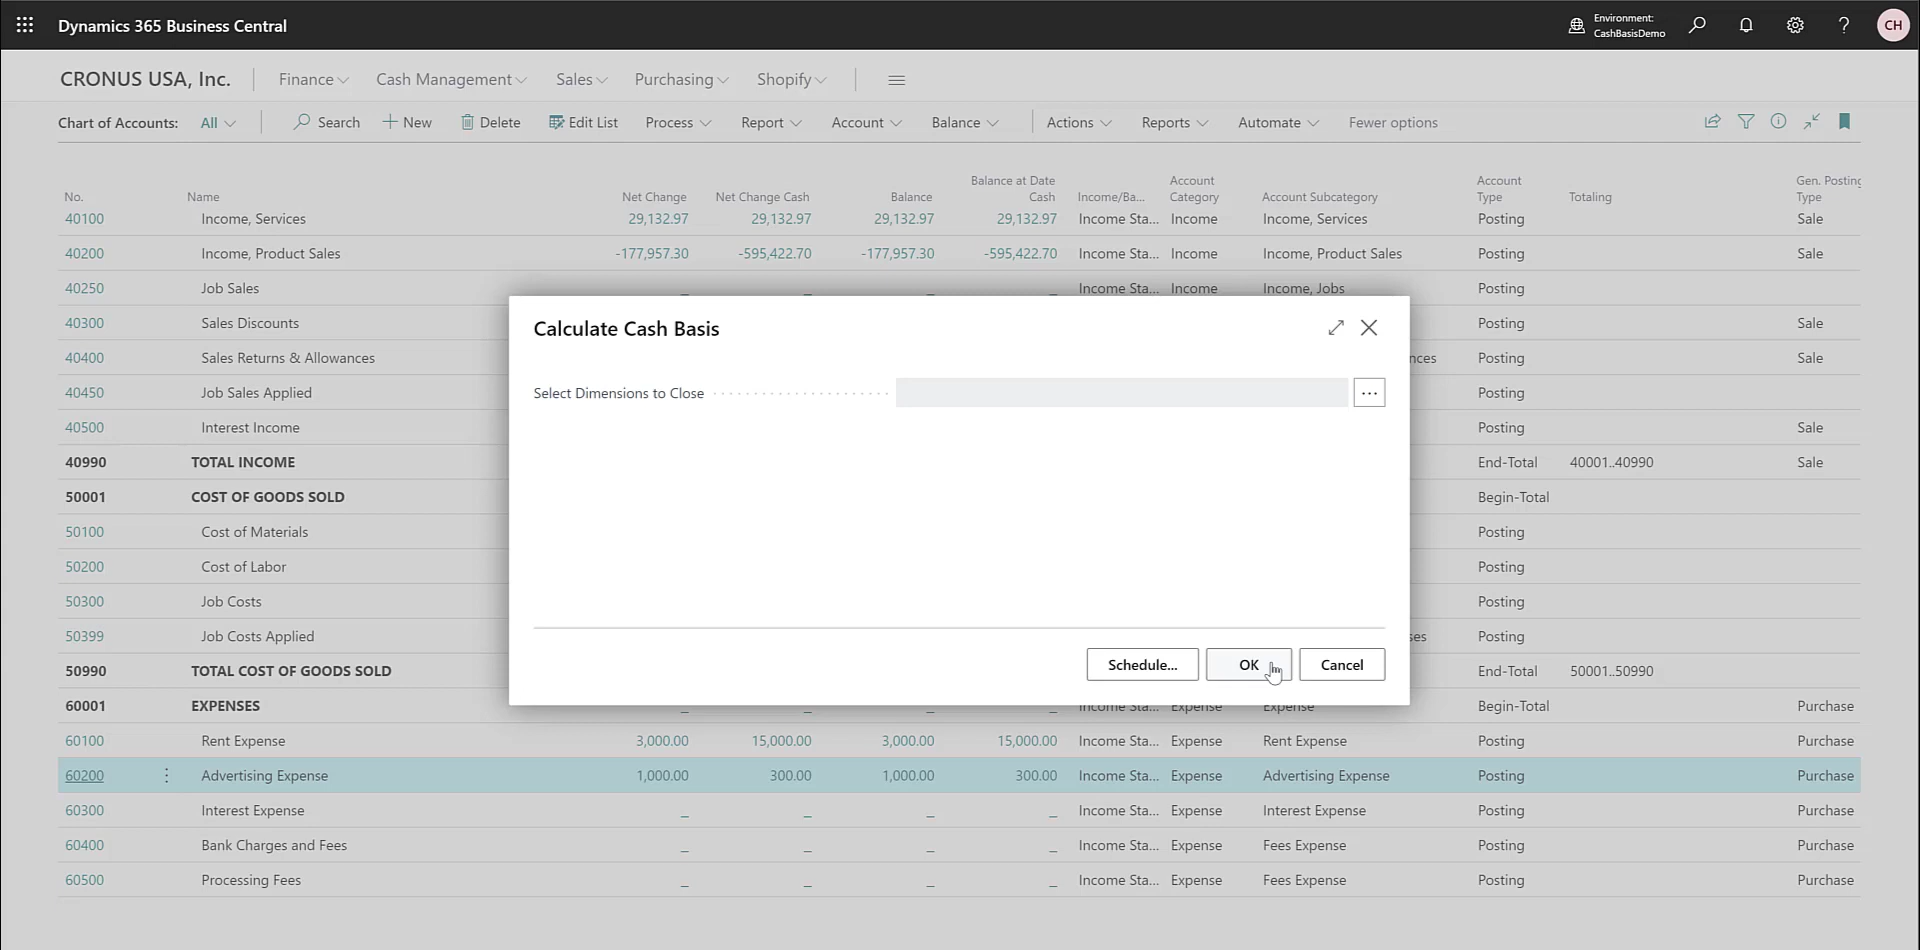 Dynamics 365 Business Central
Environment:
CashBasisDemo
?
CH
CRONUS USA, Inc. Finance Cash Management Sales Purchasing Shopify
Chart of Accounts: All Search New Delete Edit List Process Report Account Balance Actions Reports Automate Fewer options
No. Name Net Change Net Change Cash Balance Balance at Date Cash Income/Ba... Account Category Account Subcategory Account Type Totaling Gen. Posting Type
40100 Income, Services 29,132.97 29,132.97 29,132.97 29,132.97 Income Sta... Income Income, Services Posting Sale
40200 Income, Product Sales -177,957.30 -595,422.70 -177,957.30 -595,422.70 Income Sta... Income Income, Product Sales Posting Sale
40250 Job Sales _ _ _ _ Income Sta... Income Income, Jobs Posting
40300 Sales Discounts Posting Sale
40400 Sales Returns & Allowances nces Posting Sale
40450 Job Sales Applied Posting
40500 Interest Income Posting Sale
40990 TOTAL INCOME End-Total 40001..40990 Sale
50001 COST OF GOODS SOLD Begin-Total
50100 Cost of Materials Posting
50200 Cost of Labor Posting
50300 Job Costs Posting
50399 Job Costs Applied ses Posting
50990 TOTAL COST OF GOODS SOLD End-Total 50001..50990
60001 EXPENSES _ _ _ _ Income Sta... Expense Expense Begin-Total Purchase
60100 Rent Expense 3,000.00 15,000.00 3,000.00 15,000.00 Income Sta... Expense Rent Expense Posting Purchase
60200 Advertising Expense 1,000.00 300.00 1,000.00 300.00 Income Sta... Expense Advertising Expense Posting Purchase
60300 Interest Expense _ _ _ _ Income Sta... Expense Interest Expense Posting Purchase
60400 Bank Charges and Fees _ _ _ _ Income Sta... Expense Fees Expense Posting Purchase
60500 Processing Fees _ _ _ _ Income Sta... Expense Fees Expense Posting Purchase
Calculate Cash Basis
Select Dimensions to Close ...
Schedule... OK Cancel